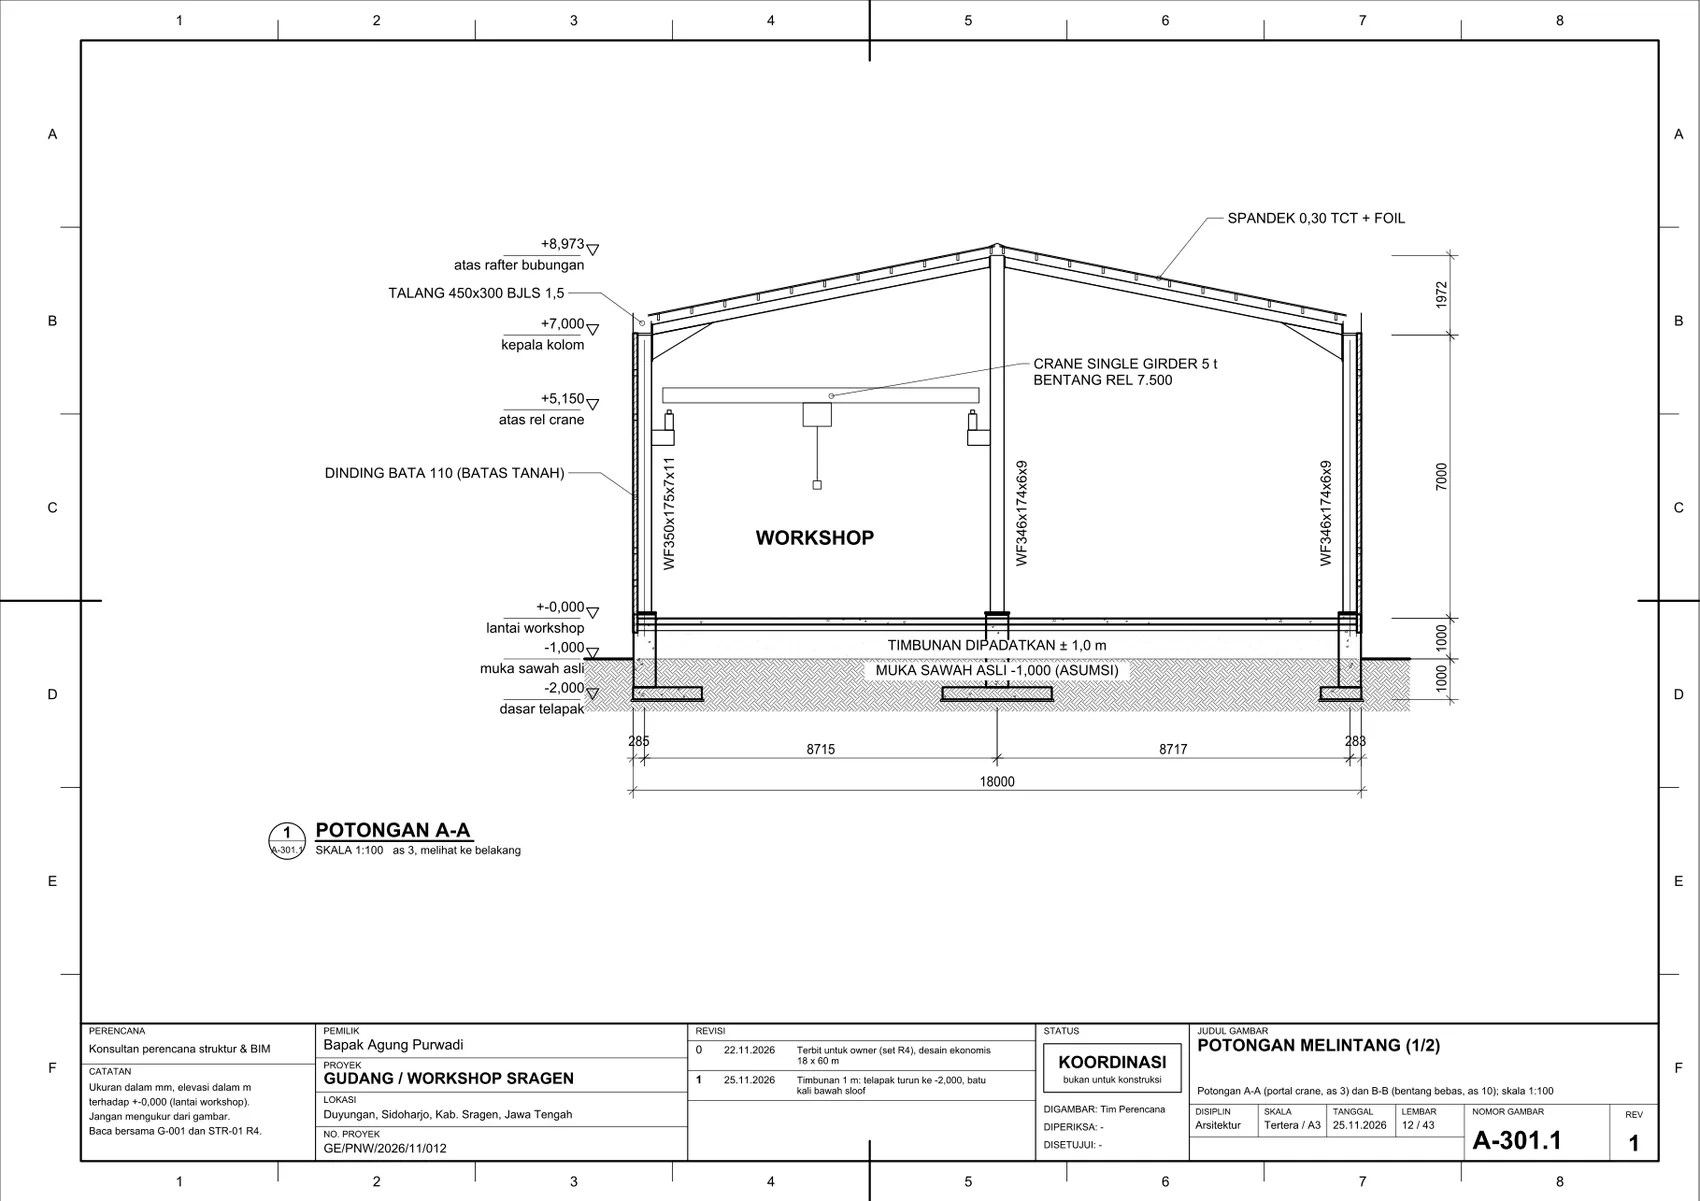 1 2 3 4 5 6 7 8
A A
B B
C C
D D
E E
F F
SPANDEK 0,30 TCT + FOIL
+8,973
atas rafter bubungan
TALANG 450x300 BJLS 1,5
+7,000
kepala kolom
CRANE SINGLE GIRDER 5 t
BENTANG REL 7.500
+5,150
atas rel crane
DINDING BATA 110 (BATAS TANAH)
WF350x175x7x11
WF346x174x6x9
WF346x174x6x9
WORKSHOP
1972
7000
1000
1000
+-0,000
lantai workshop
-1,000
muka sawah asli
-2,000
dasar telapak
TIMBUNAN DIPADATKAN ± 1,0 m
MUKA SAWAH ASLI -1,000 (ASUMSI)
285
8715
8717
283
18000
1
A-301.1
POTONGAN A-A
SKALA 1:100 as 3, melihat ke belakang
PERENCANA
Konsultan perencana struktur & BIM
CATATAN
Ukuran dalam mm, elevasi dalam m
terhadap +-0,000 (lantai workshop).
Jangan mengukur dari gambar.
Baca bersama G-001 dan STR-01 R4.
PEMILIK
Bapak Agung Purwadi
PROYEK
GUDANG / WORKSHOP SRAGEN
LOKASI
Duyungan, Sidoharjo, Kab. Sragen, Jawa Tengah
NO. PROYEK
GE/PNW/2026/11/012
REVISI
0 22.11.2026 Terbit untuk owner (set R4), desain ekonomis
18 x 60 m
1 25.11.2026 Timbunan 1 m: telapak turun ke -2,000, batu
kali bawah sloof
STATUS
KOORDINASI
bukan untuk konstruksi
DIGAMBAR: Tim Perencana
DIPERIKSA: -
DISETUJUI: -
JUDUL GAMBAR
POTONGAN MELINTANG (1/2)
Potongan A-A (portal crane, as 3) dan B-B (bentang bebas, as 10); skala 1:100
DISIPLIN
Arsitektur
SKALA
Tertera / A3
TANGGAL
25.11.2026
LEMBAR
12 / 43
NOMOR GAMBAR
A-301.1
REV
1
1 2 3 4 5 6 7 8